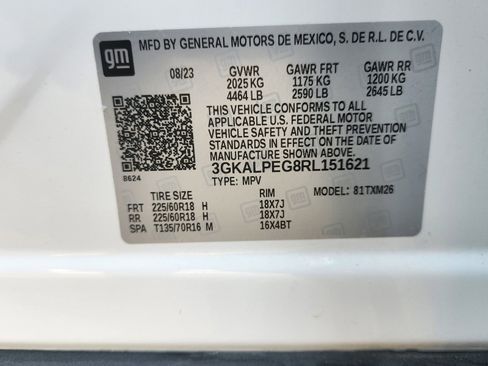 gm
MFD BY GENERAL MOTORS DE MEXICO, S. DE R.L. DE C.V.
08/23 GVWR GAWR FRT GAWR RR
2025 KG 1175 KG 1200 KG
4464 LB 2590 LB 2645 LB
THIS VEHICLE CONFORMS TO ALL
APPLICABLE U.S. FEDERAL MOTOR
VEHICLE SAFETY AND THEFT PREVENTION
STANDARDS IN EFFECT ON THE DATE
OF MANUFACTURE SHOWN ABOVE.
8624
3GKALPEG8RL151621
TYPE: MPV MODEL: 81TXM26
TIRE SIZE RIM
FRT 225/60R18 H 18X7J
RR 225/60R18 H 18X7J
SPA T135/70R16 M 16X4BT